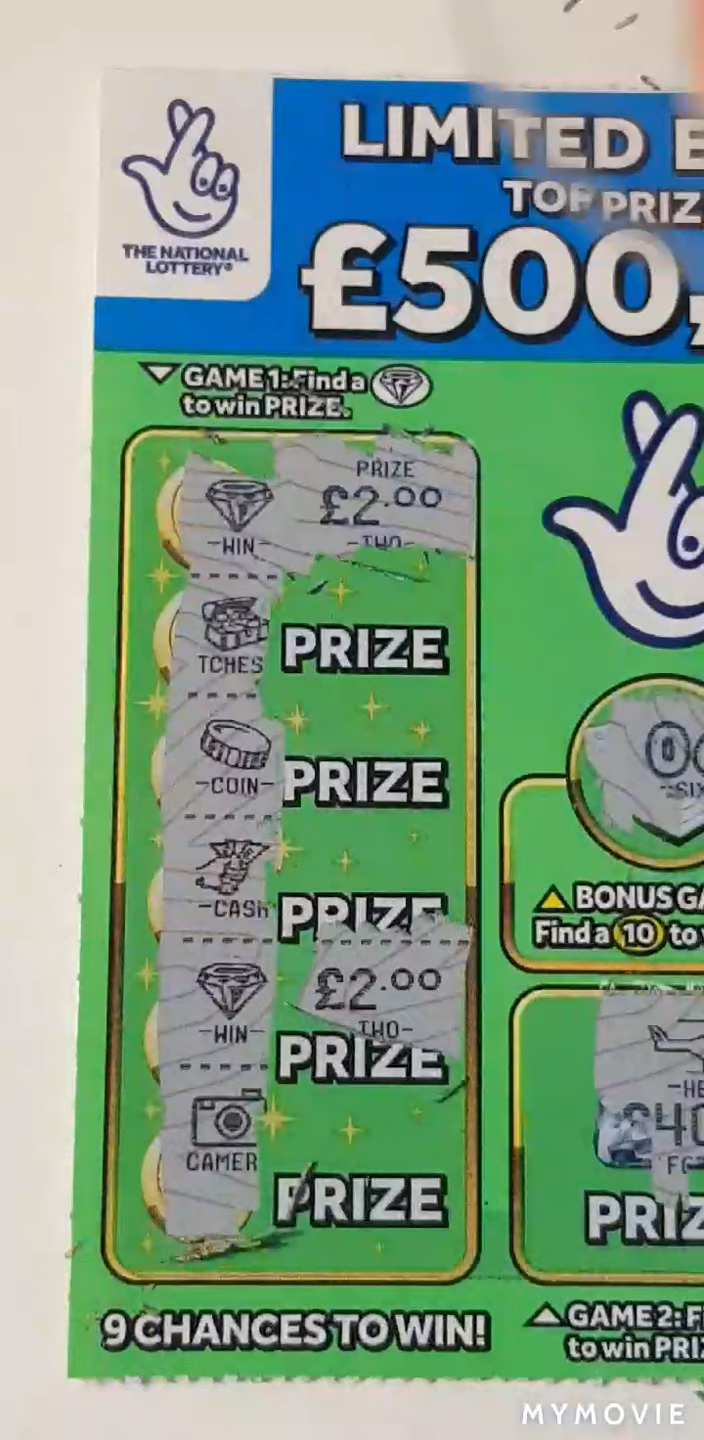 LIMITED E
TOP PRIZ
£500,
THE NATIONAL
LOTTERY®
GAME 1: Find a
to win PRIZE.
PRIZE
£2.00
-WIN-
-TWO-
TCHES
PRIZE
-COIN-
PRIZE
-CASH
PRIZE
£2.00
-WIN-
TWO-
PRIZE
CAMER
PRIZE
-SIX
BONUS GA
Find a 10 to w
-HE
£40
PRIZ
9 CHANCES TO WIN!
GAME 2: F
to win PRIZ
MYMOVIE